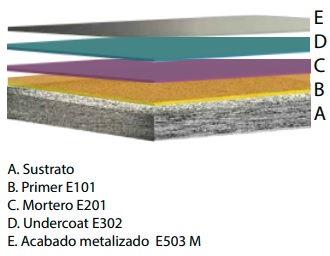 E
D
C
B
A
A. Sustrato
B. Primer E101
C. Mortero E201
D. Undercoat E302
E. Acabado metalizado  E503 M